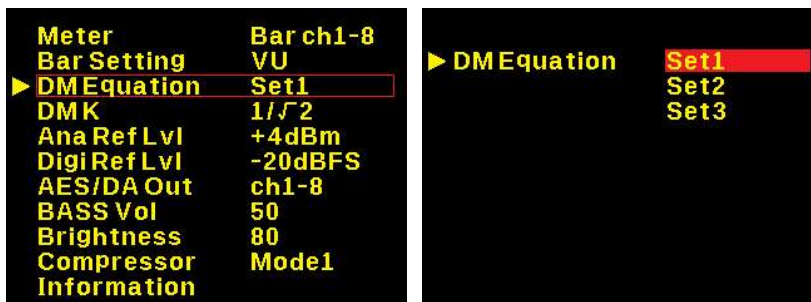 Meter Bar ch1-8
Bar Setting VU
▶ DM Equation Set1
DM K 1/√2
Ana Ref Lvl +4dBm
Digi Ref Lvl -20dBFS
AES/DA Out ch1-8
BASS Vol 50
Brightness 80
Compressor Mode1
Information
▶ DM Equation Set1
Set2
Set3